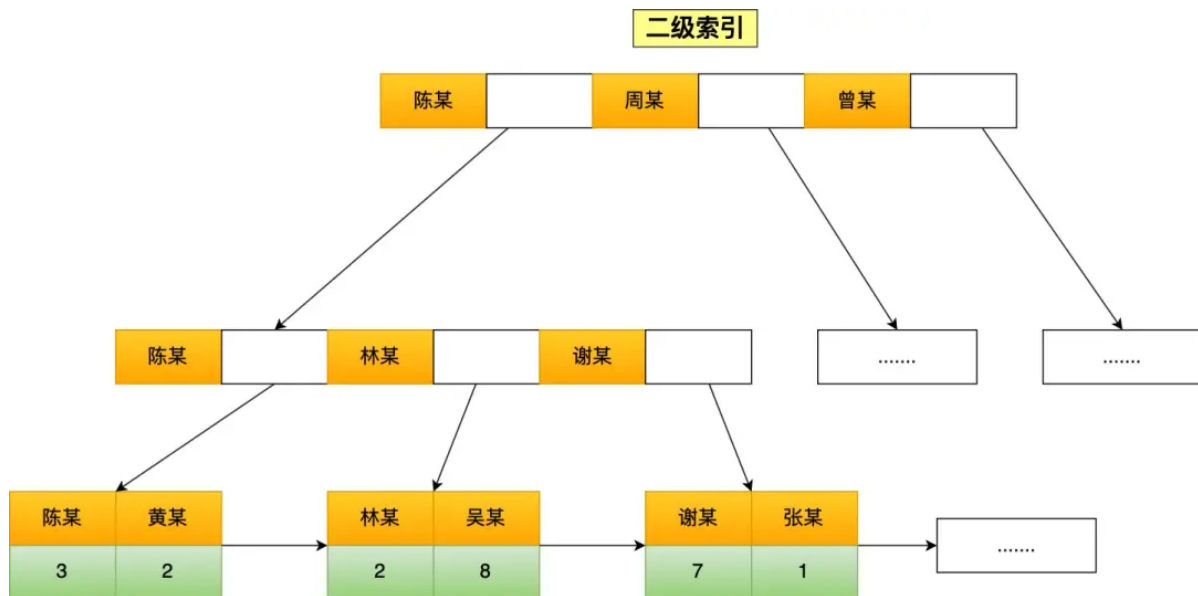 二级索引
陈某 周某 曾某
陈某 林某 谢某 ....... .......
陈某 黄某 林某 吴某 谢某 张某 .......
3 2 2 8 7 1